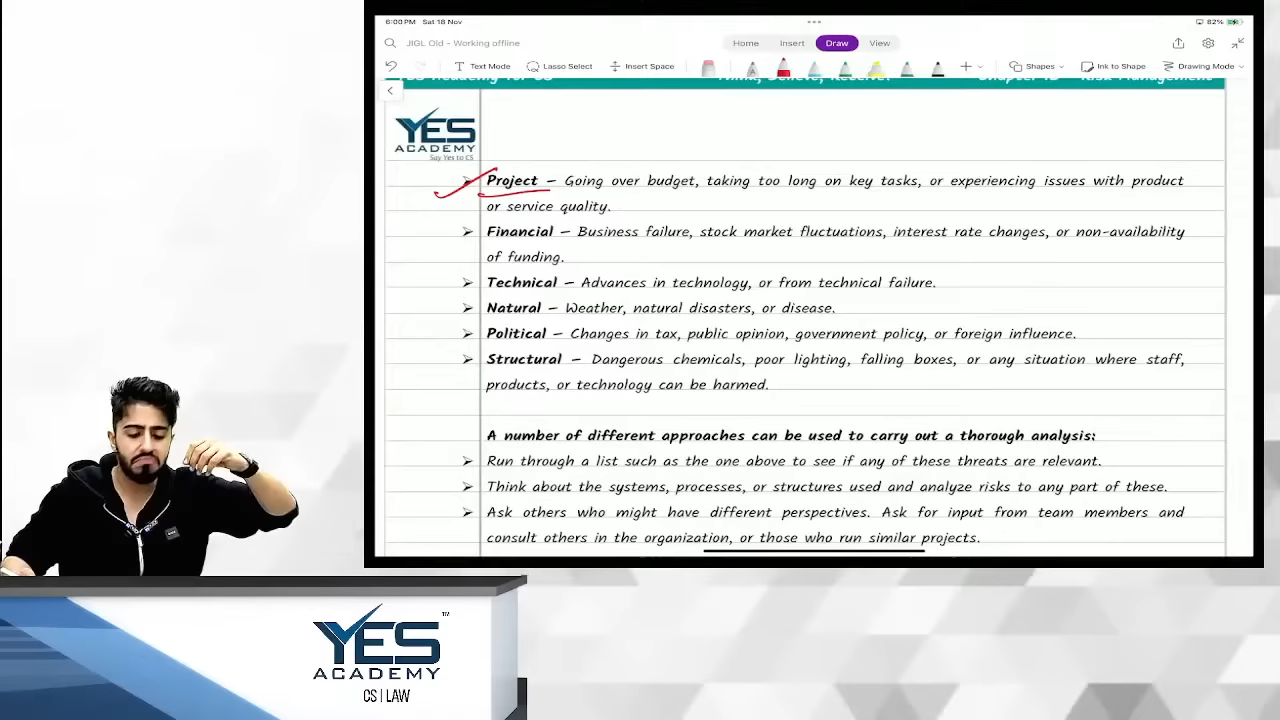 6:00 PM Sat 18 Nov
82%
JIGL Old - Working offline
Home Insert Draw View
Text Mode Lasso Select Insert Space Shapes Ink to Shape Drawing Mode
YES Academy for CS Think, Believe, Receive! Risk Management
YES
ACADEMY
Say Yes to CS
➢ Project – Going over budget, taking too long on key tasks, or experiencing issues with product
or service quality.
➢ Financial – Business failure, stock market fluctuations, interest rate changes, or non-availability
of funding.
➢ Technical – Advances in technology, or from technical failure.
➢ Natural – Weather, natural disasters, or disease.
➢ Political – Changes in tax, public opinion, government policy, or foreign influence.
➢ Structural – Dangerous chemicals, poor lighting, falling boxes, or any situation where staff,
products, or technology can be harmed.
A number of different approaches can be used to carry out a thorough analysis:
➢ Run through a list such as the one above to see if any of these threats are relevant.
➢ Think about the systems, processes, or structures used and analyze risks to any part of these.
➢ Ask others who might have different perspectives. Ask for input from team members and
consult others in the organization, or those who run similar projects.
YES™
ACADEMY
CS | LAW